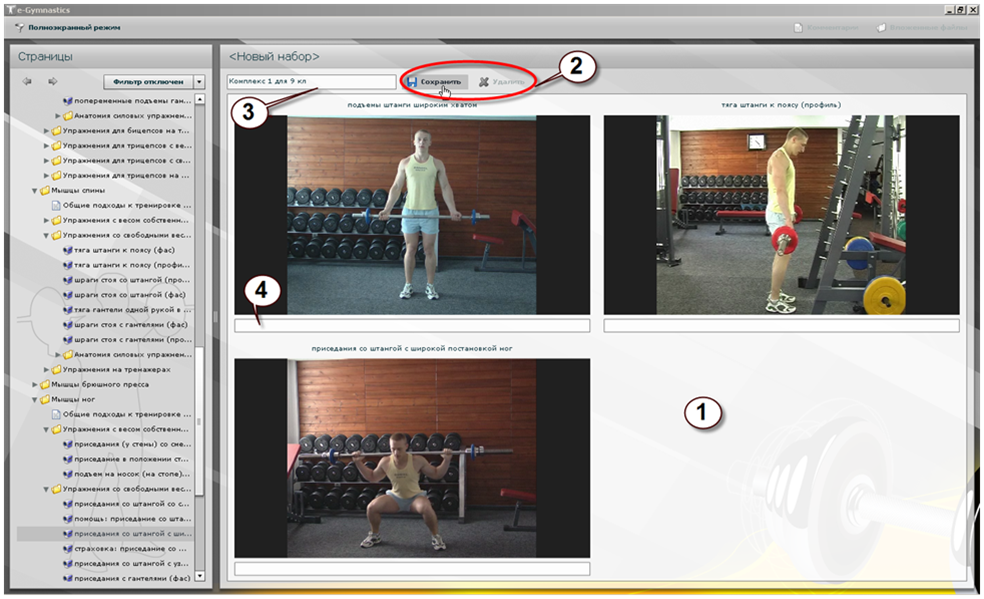 e-Gymnastics
Полноэкранный режим
Страницы
Фильтр отключен
попеременные подъемы ган...
Анатомия силовых упражнен...
Упражнения для бицепсов на т...
Упражнения для трицепсов с ве...
Упражнения для трицепсов с св...
Упражнения для трицепсов на ...
Мышцы спины
Общие подходы к тренировке ...
Упражнения с весом собственн...
Упражнения со свободными вес...
тяга штанги к поясу (фас)
тяга штанги к поясу (профи...
шраги стоя со штангой (про...
шраги стоя со штангой (фас)
тяга гантели одной рукой в ...
шраги стоя с гантелями (фас)
шраги стоя с гантелями (про...
Анатомия силовых упражнен...
Упражнения на тренажерах
Мышцы брюшного пресса
Мышцы ног
Общие подходы к тренировке ...
Упражнения с весом собственн...
приседания (у стены) со сме...
приседание в положении ст...
подъем на носок (на стопе)...
Упражнения со свободными вес...
приседания со штангой со с...
помощь: приседание со шта...
приседания со штангой с ши...
страховка: приседание со ...
приседания со штангой с уз...
приседания с гантелями (фас)
<Новый набор>
Комплекс 1 для 9 кл
Сохранить
Удалить
2
3
подъемы штанги широким хватом
тяга штанги к поясу (профиль)
4
приседания со штангой с широкой постановкой ног
1